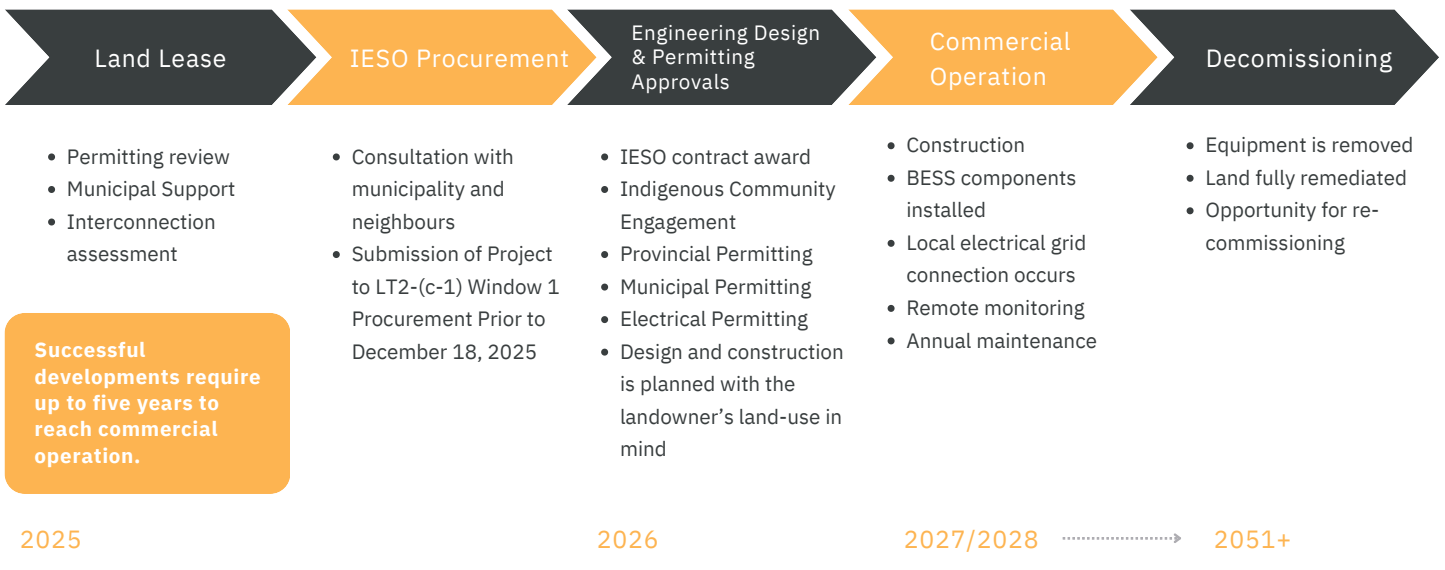 Land Lease
IESO Procurement
Engineering Design
& Permitting
Approvals
Commercial
Operation
Decomissioning
• Permitting review
• Municipal Support
• Interconnection
assessment
• Consultation with
municipality and
neighbours
• Submission of Project
to LT2-(c-1) Window 1
Procurement Prior to
December 18, 2025
• IESO contract award
• Indigenous Community
Engagement
• Provincial Permitting
• Municipal Permitting
• Electrical Permitting
• Design and construction
is planned with the
landowner’s land-use in
mind
• Construction
• BESS components
installed
• Local electrical grid
connection occurs
• Remote monitoring
• Annual maintenance
• Equipment is removed
• Land fully remediated
• Opportunity for re-
commissioning
Successful
developments require
up to five years to
reach commercial
operation.
2025
2026
2027/2028
2051+